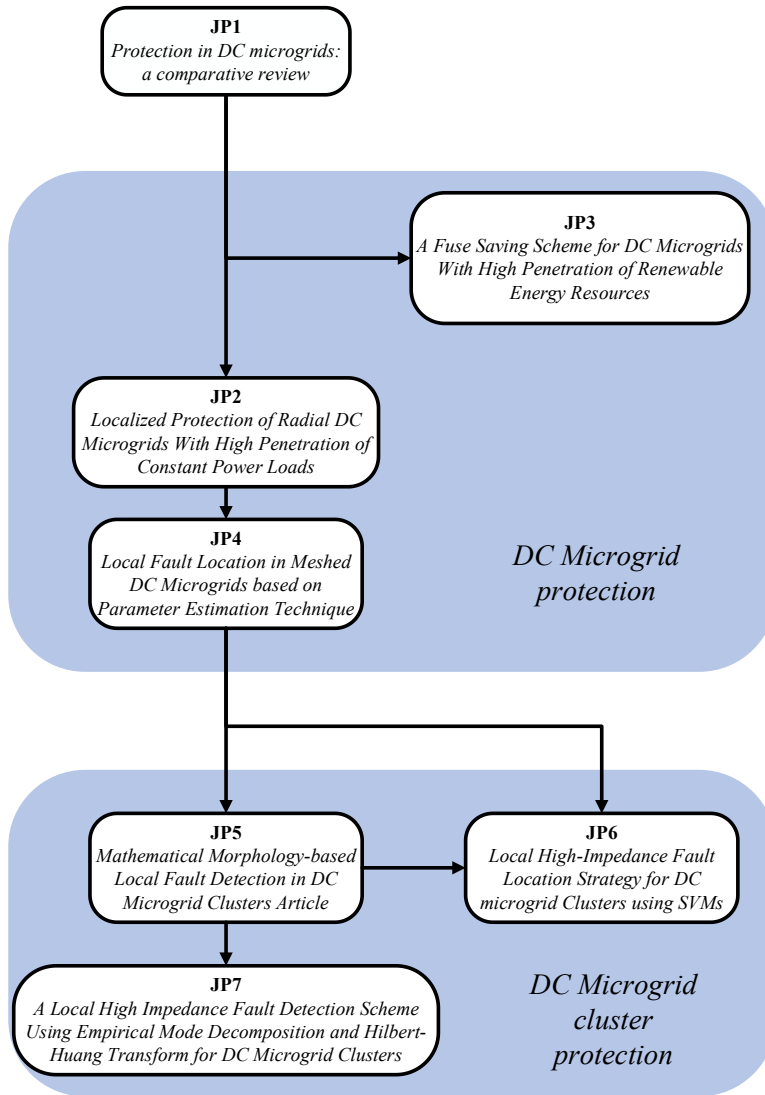 JP1
Protection in DC microgrids:
a comparative review
JP3
A Fuse Saving Scheme for DC Microgrids
With High Penetration of Renewable
Energy Resources
JP2
Localized Protection of Radial DC
Microgrids With High Penetration of
Constant Power Loads
JP4
Local Fault Location in Meshed
DC Microgrids based on
Parameter Estimation Technique
DC Microgrid
protection
JP5
Mathematical Morphology-based
Local Fault Detection in DC
Microgrid Clusters Article
JP6
Local High-Impedance Fault
Location Strategy for DC
microgrid Clusters using SVMs
JP7
A Local High Impedance Fault Detection Scheme
Using Empirical Mode Decomposition and Hilbert-
Huang Transform for DC Microgrid Clusters
DC Microgrid
cluster
protection